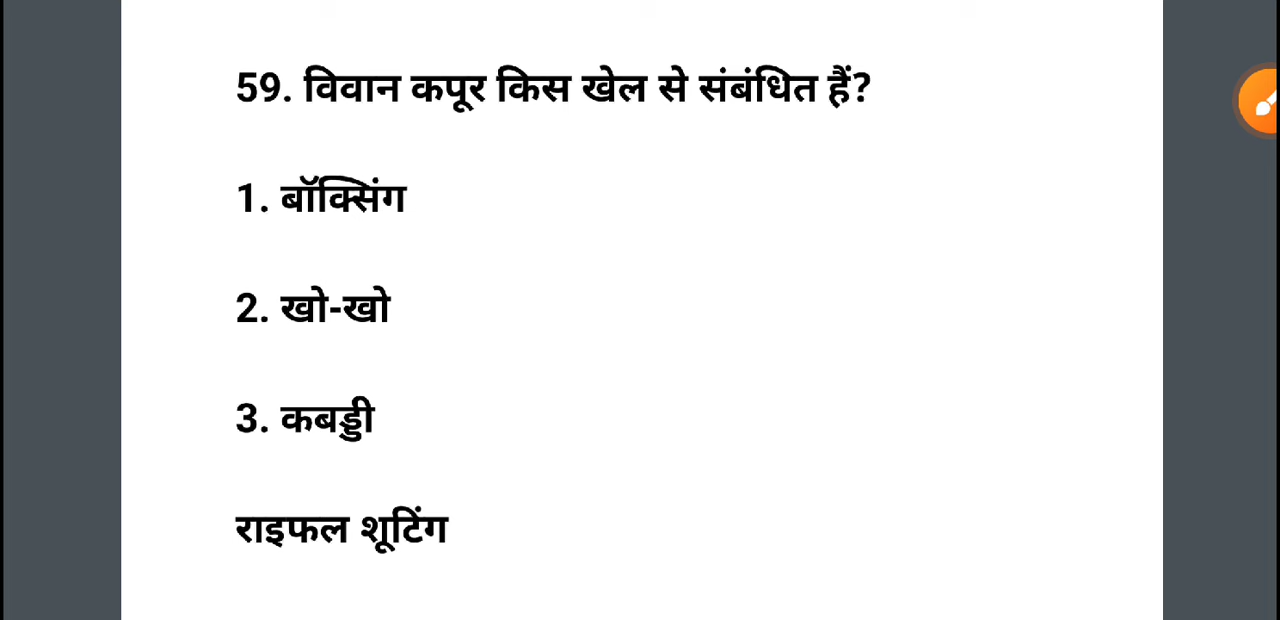 59. विवान कपूर किस खेल से संबंधित हैं?
1. बॉक्सिंग
2. खो-खो
3. कबड्डी
राइफल शूटिंग